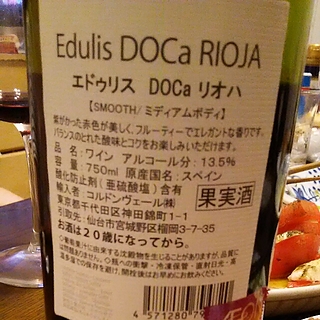 Edulis DOCa RIOJA
エドゥリス DOCa リオハ
【SMOOTH/ミディアムボディ】
紫がかった赤色が美しく、フルーティーでエレガントな香りです。
バランスのとれた酸味とコクをお楽しみいただけます。
品名:ワイン アルコール分:13.5%
容量:750ml 原産国名:スペイン
酸化防止剤(亜硫酸塩)含有
輸入者:コルドンヴェール㈱
東京都千代田区神田錦町1-1
引取先:仙台市宮城野区榴岡3-7-35
果実酒
お酒は20歳になってから。
457128079